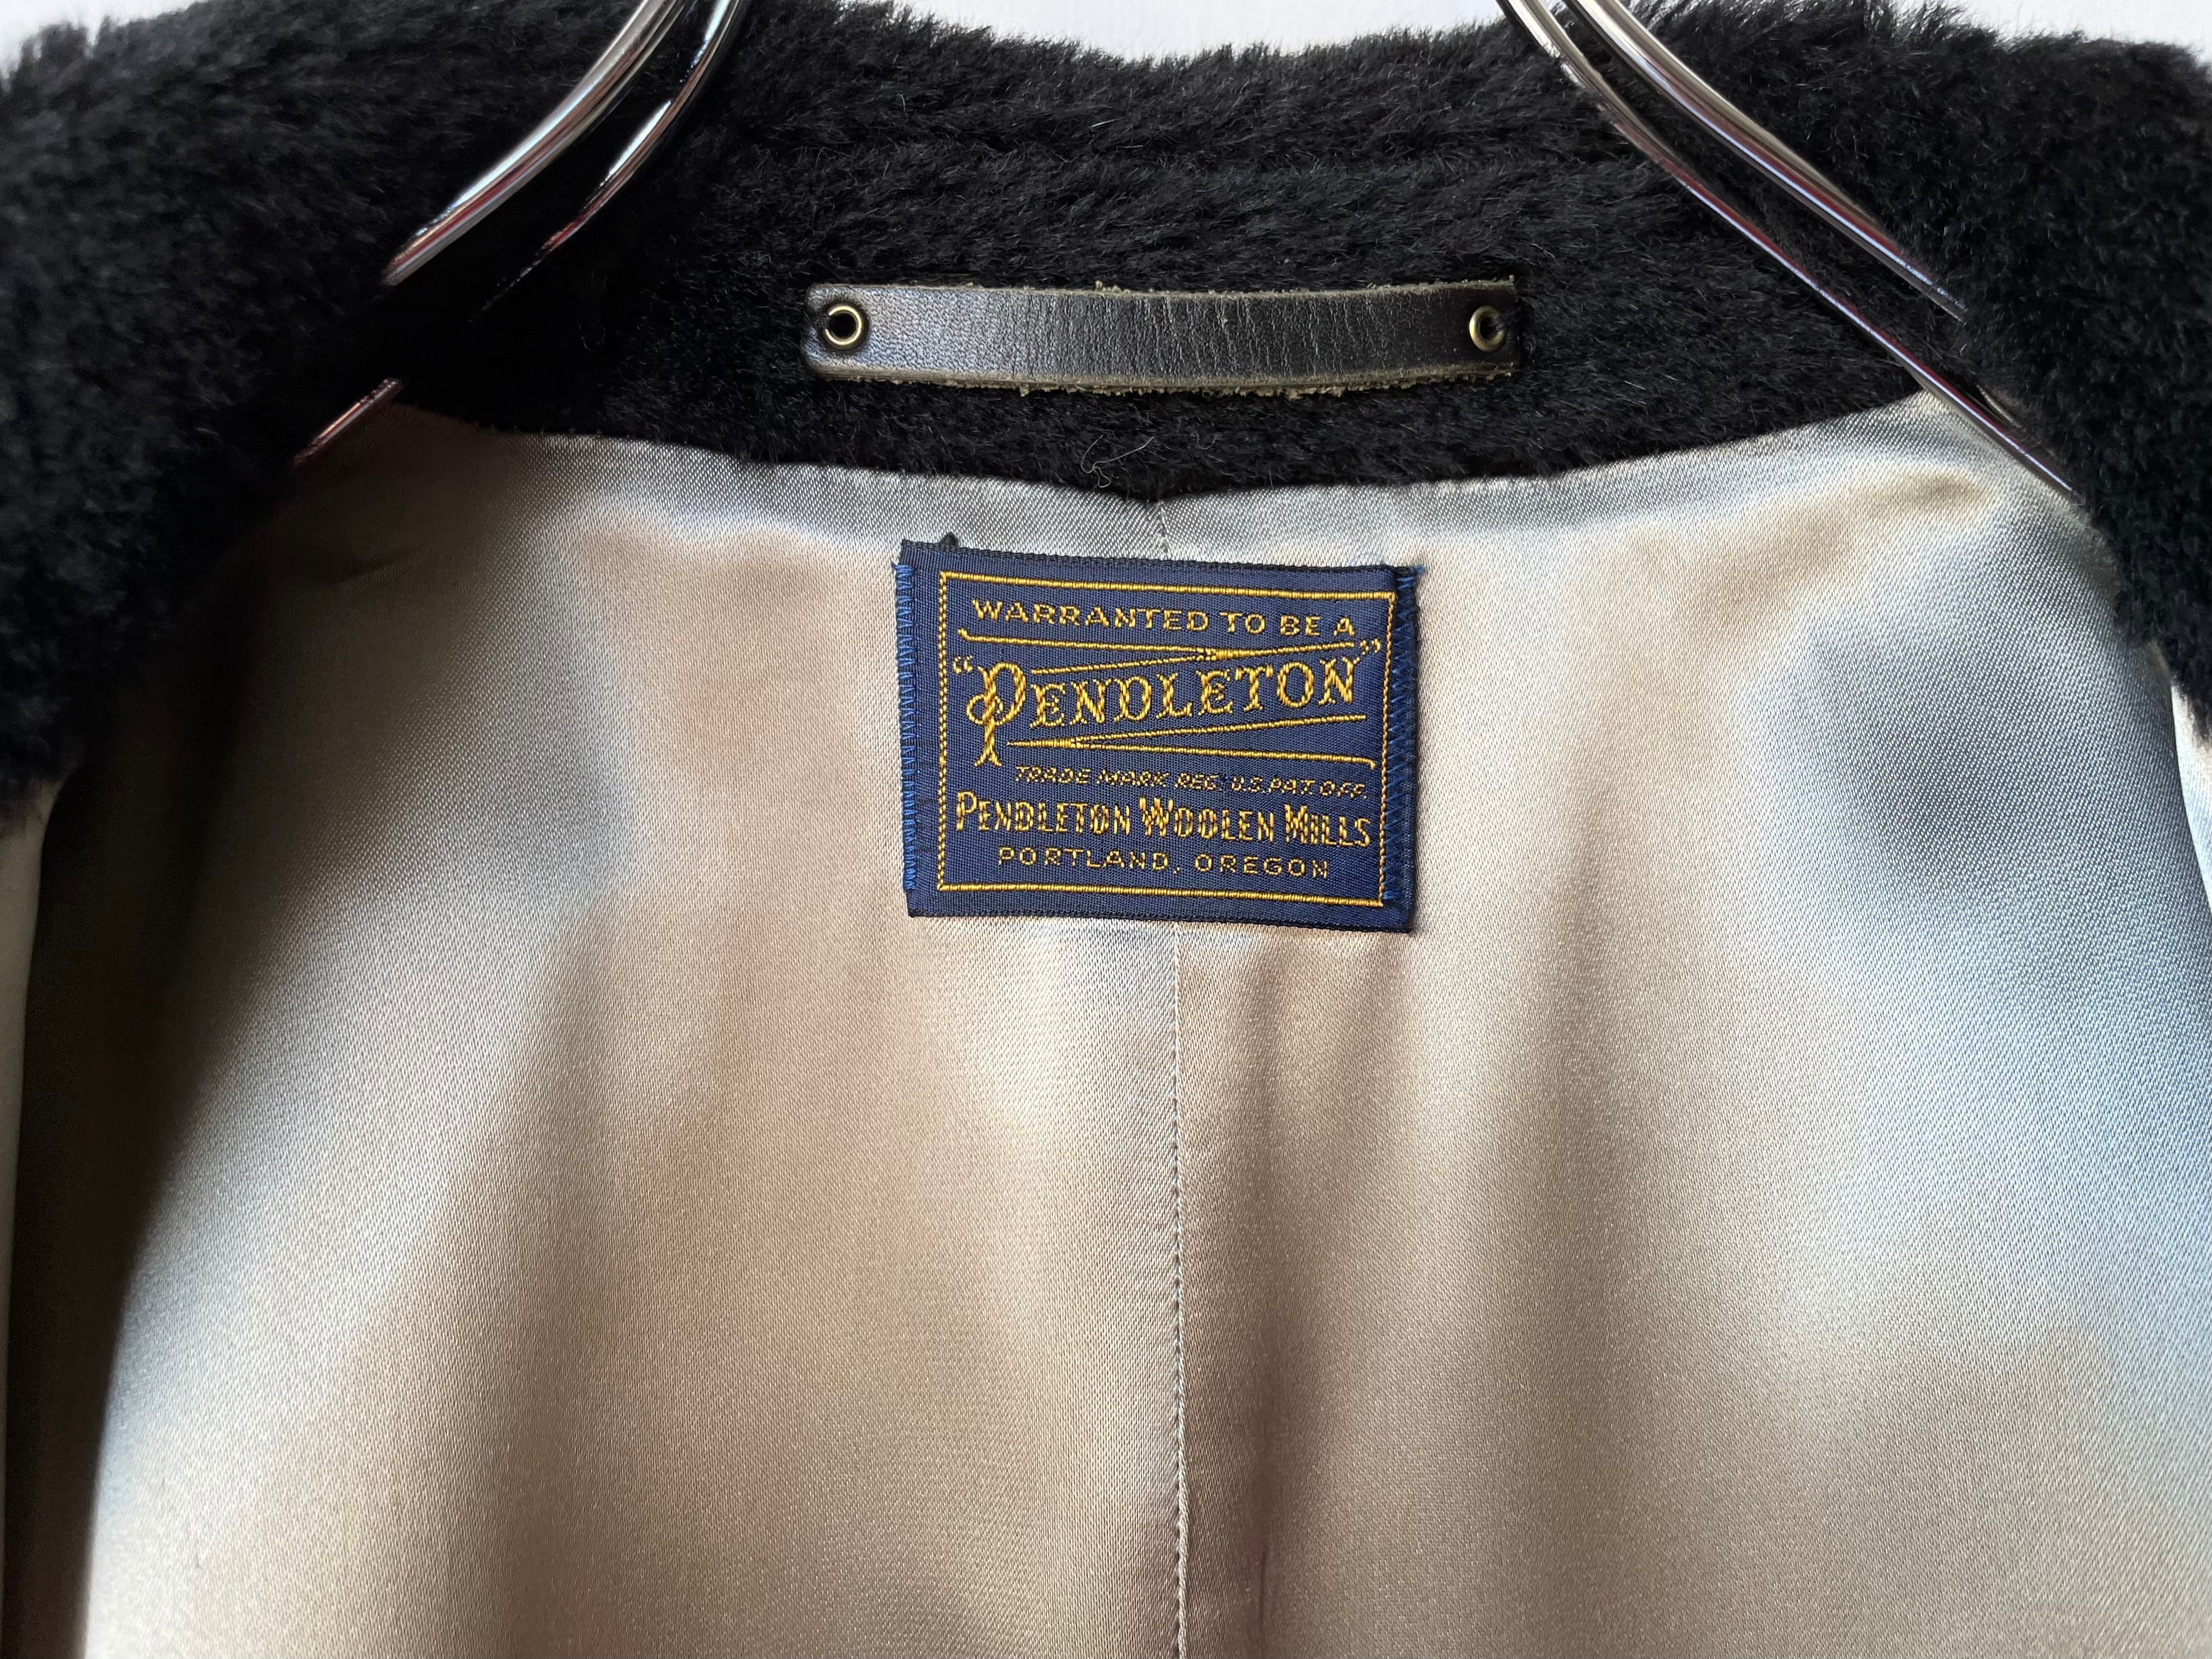 WARRANTED TO BE A
"PENDLETON"
TRADE MARK REG. U.S. PAT. OFF.
PENDLETON WOOLEN MILLS
PORTLAND, OREGON